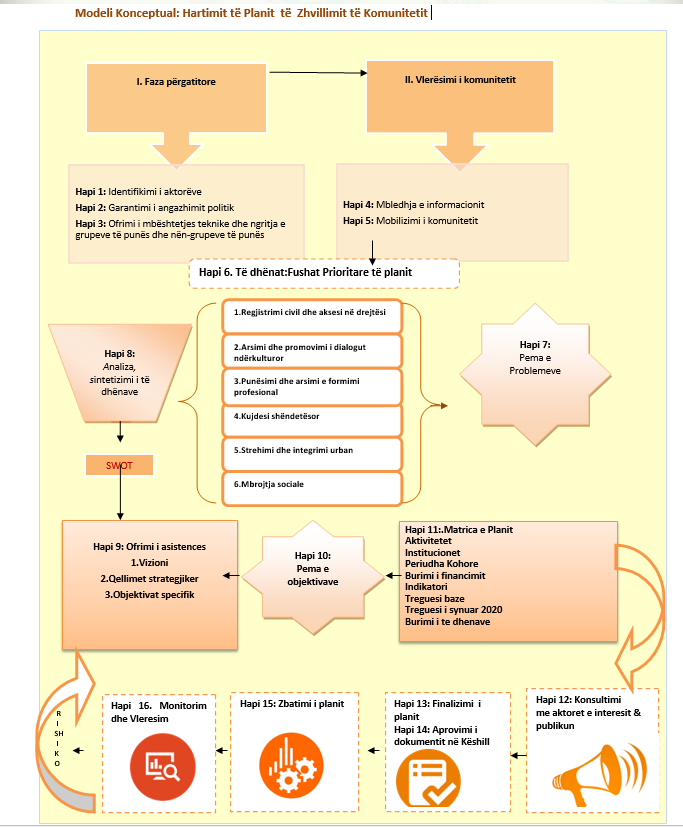 Modeli Konceptual: Hartimit të Planit të Zhvillimit të Komunitetit
I. Faza përgatitore
II. Vlerësimi i komunitetit
Hapi 1: Identifikimi i aktorëve
Hapi 2: Garantimi i angazhimit politik
Hapi 3: Ofrimi i mbështetjes teknike dhe ngritja e
grupeve të punës dhe nën-grupeve të punës
Hapi 4: Mbledhja e informacionit
Hapi 5: Mobilizimi i komunitetit
Hapi 6. Të dhënat:Fushat Prioritare të planit
Hapi 8:
Analiza,
sintetizimi i të
dhënave
SWOT
1.Regjistrimi civil dhe aksesi në drejtësi
2.Arsimi dhe promovimi i dialogut
ndërkulturor
3.Punësimi dhe arsimi e formimi
profesional
4.Kujdesi shëndetësor
5.Strehimi dhe integrimi urban
6.Mbrojtja sociale
Hapi 7:
Pema e
Problemeve
Hapi 9: Ofrimi i asistences
1.Vizioni
2.Qellimet strategjiker
3.Objektivat specifik
Hapi 10:
Pema e
objektivave
Hapi 11:.Matrica e Planit
Aktivitetet
Institucionet
Periudha Kohore
Burimi i financimit
Indikatori
Treguesi baze
Treguesi i synuar 2020
Burimi i te dhenave
RISHIKO
Hapi 16. Monitorim
dhe Vleresim
Hapi 15: Zbatimi i planit
Hapi 13: Finalizimi i
planit
Hapi 14: Aprovimi i
dokumentit në Këshill
Hapi 12: Konsultimi
me aktoret e interesit &
publikun